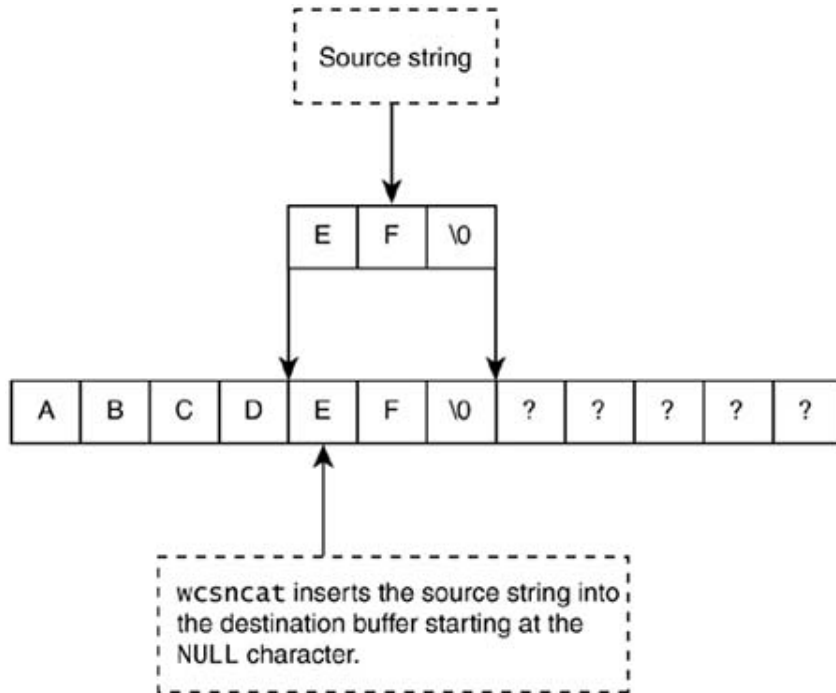 Source string
E F \0
A B C D E F \0 ? ? ? ? ?
wcsncat inserts the source string into
the destination buffer starting at the
NULL character.